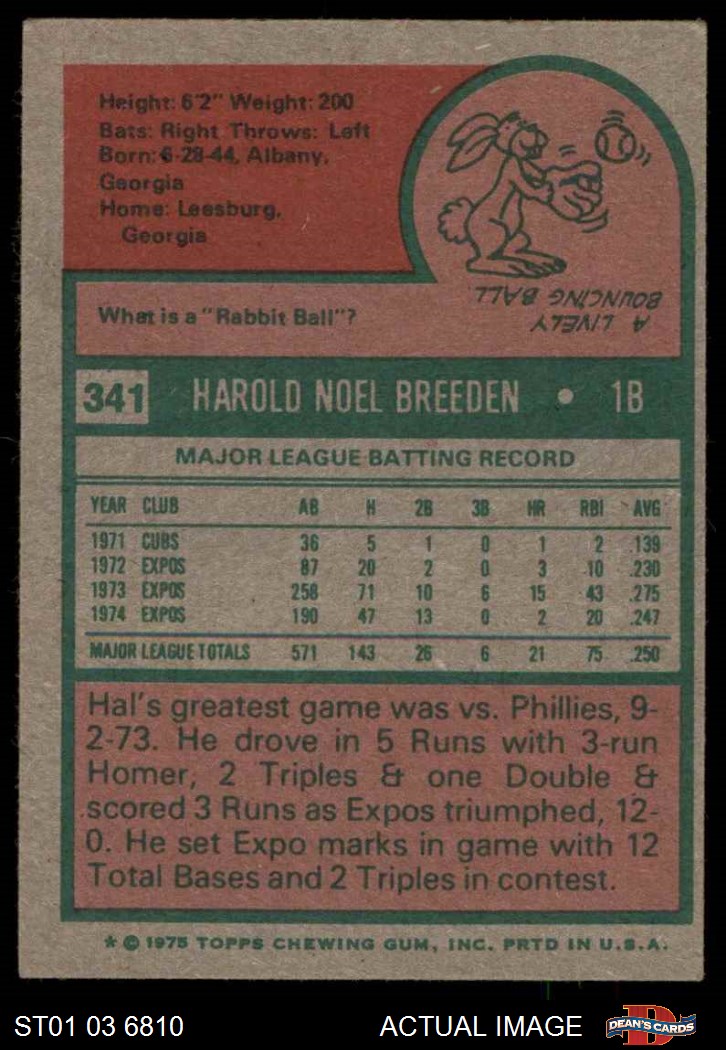 Height: 6'2" Weight: 200
Bats: Right Throws: Left
Born: 6-28-44, Albany,
Georgia
Home: Leesburg,
Georgia
What is a "Rabbit Ball"?
A LIVELY
BOUNCING BALL
341 HAROLD NOEL BREEDEN • 1B
MAJOR LEAGUE BATTING RECORD
YEAR CLUB AB H 2B 3B HR RBI AVG
1971 CUBS 36 5 1 0 1 2 .139
1972 EXPOS 87 20 2 0 3 10 .230
1973 EXPOS 258 71 10 6 15 43 .275
1974 EXPOS 190 47 13 0 2 20 .247
MAJOR LEAGUE TOTALS 571 143 26 6 21 75 .250
Hal's greatest game was vs. Phillies, 9-
2-73. He drove in 5 Runs with 3-run
Homer, 2 Triples & one Double &
scored 3 Runs as Expos triumphed, 12-
0. He set Expo marks in game with 12
Total Bases and 2 Triples in contest.
* © 1975 TOPPS CHEWING GUM, INC. PRTD IN U.S.A.
ST01 03 6810 ACTUAL IMAGE D DEAN'S CARDS